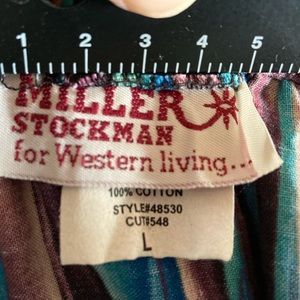 1 2 3 4 5
MILLER
STOCKMAN
for Western living...
100% COTTON
STYLE#48530
CUT#548
L